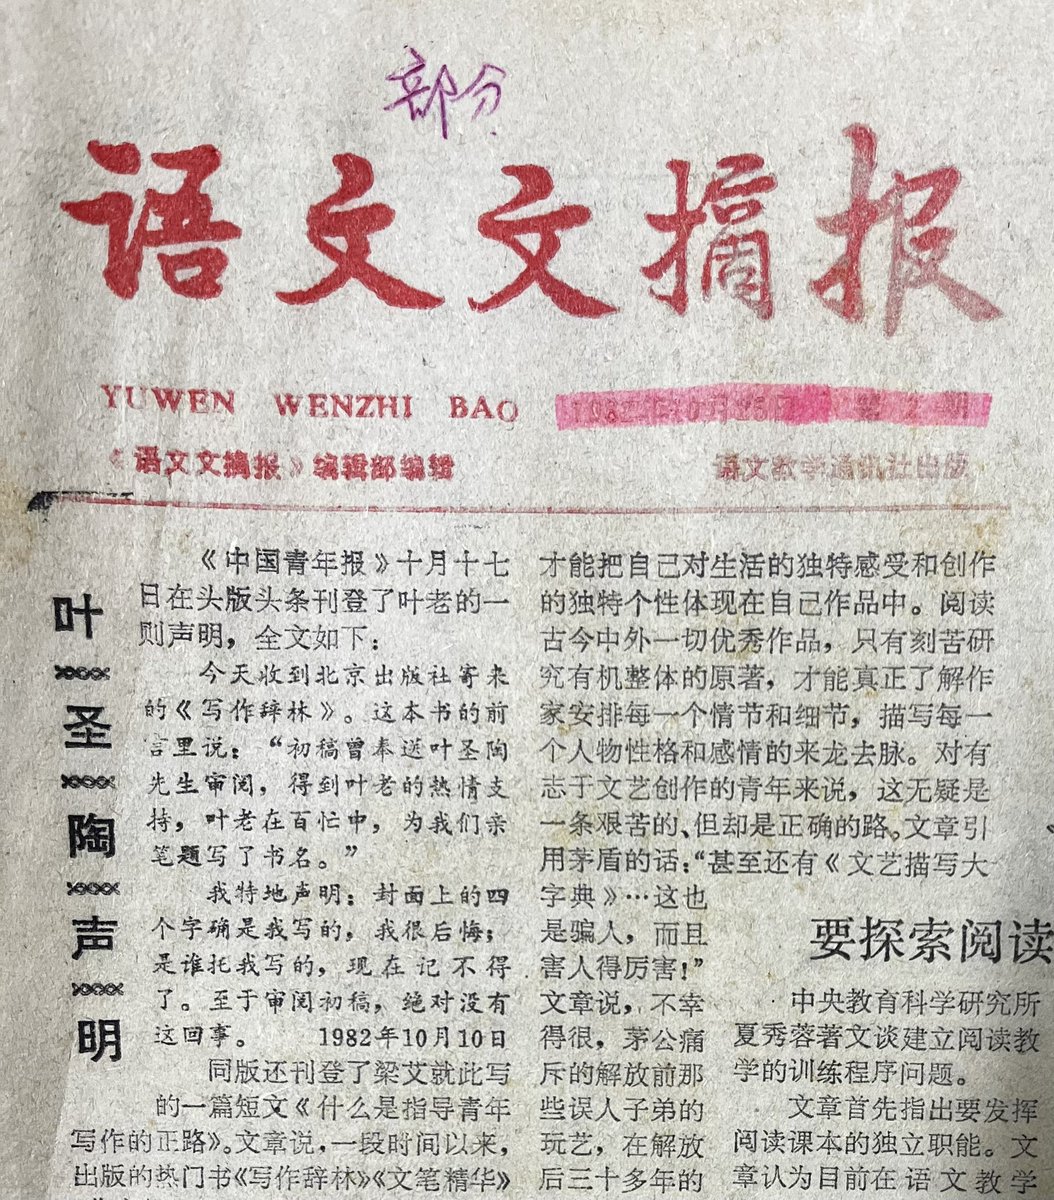 部分
语文文摘报
YUWEN WENZHI BAO
1982年10月25日 第2期
《语文文摘报》编辑部编辑
语文教学通讯社出版
叶圣陶声明
《中国青年报》十月十七
日在头版头条刊登了叶老的一
则声明，全文如下：
今天收到北京出版社寄来
的《写作辞林》。这本书的前
言里说：“初稿曾奉送叶圣陶
先生审阅，得到叶老的热情支
持，叶老在百忙中，为我们亲
笔题写了书名。”
我特地声明：封面上的四
个字确是我写的，我很后悔；
是谁托我写的，现在记不得
了。至于审阅初稿，绝对没有
这回事。 1982年10月10日
同版还刊登了梁艾就此写
的一篇短文《什么是指导青年
写作的正路》。文章说，一段时间以来，
出版的热门书《写作辞林》《文笔精华》
才能把自己对生活的独特感受和创作
的独特个性体现在自己作品中。阅读
古今中外一切优秀作品，只有刻苦研
究有机整体的原著，才能真正了解作
家安排每一个情节和细节，描写每一
个人物性格和感情的来龙去脉。对有
志于文艺创作的青年来说，这无疑是
一条艰苦的、但却是正确的路。文章引
用茅盾的话：“甚至还有《文艺描写大
字典》…这也
是骗人，而且
害人得厉害！”
文章说，不幸
得很，茅公痛
斥的解放前那
些误人子弟的
玩艺，在解放
后三十多年的
要探索阅读
中央教育科学研究所
夏秀蓉著文谈建立阅读教
学的训练程序问题。
文章首先指出要发挥
阅读课本的独立职能。文
章认为目前在语文教学